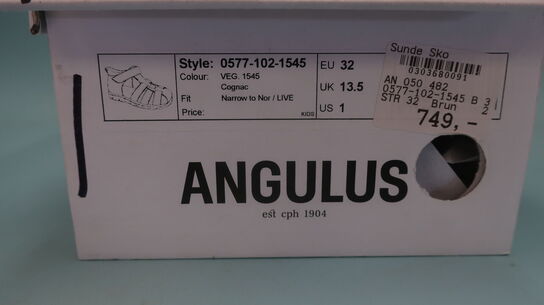 Style: 0577-102-1545
Colour: VEG. 1545
Cognac
Fit Narrow to Nor / LIVE
Price:
KIDS
EU 32
UK 13.5
US 1
Sunde Sko
0303680091
AN 050 482
0577-102-1545 B 3
STR 32 Brun 2
749,-
ANGULUS
est cph 1904